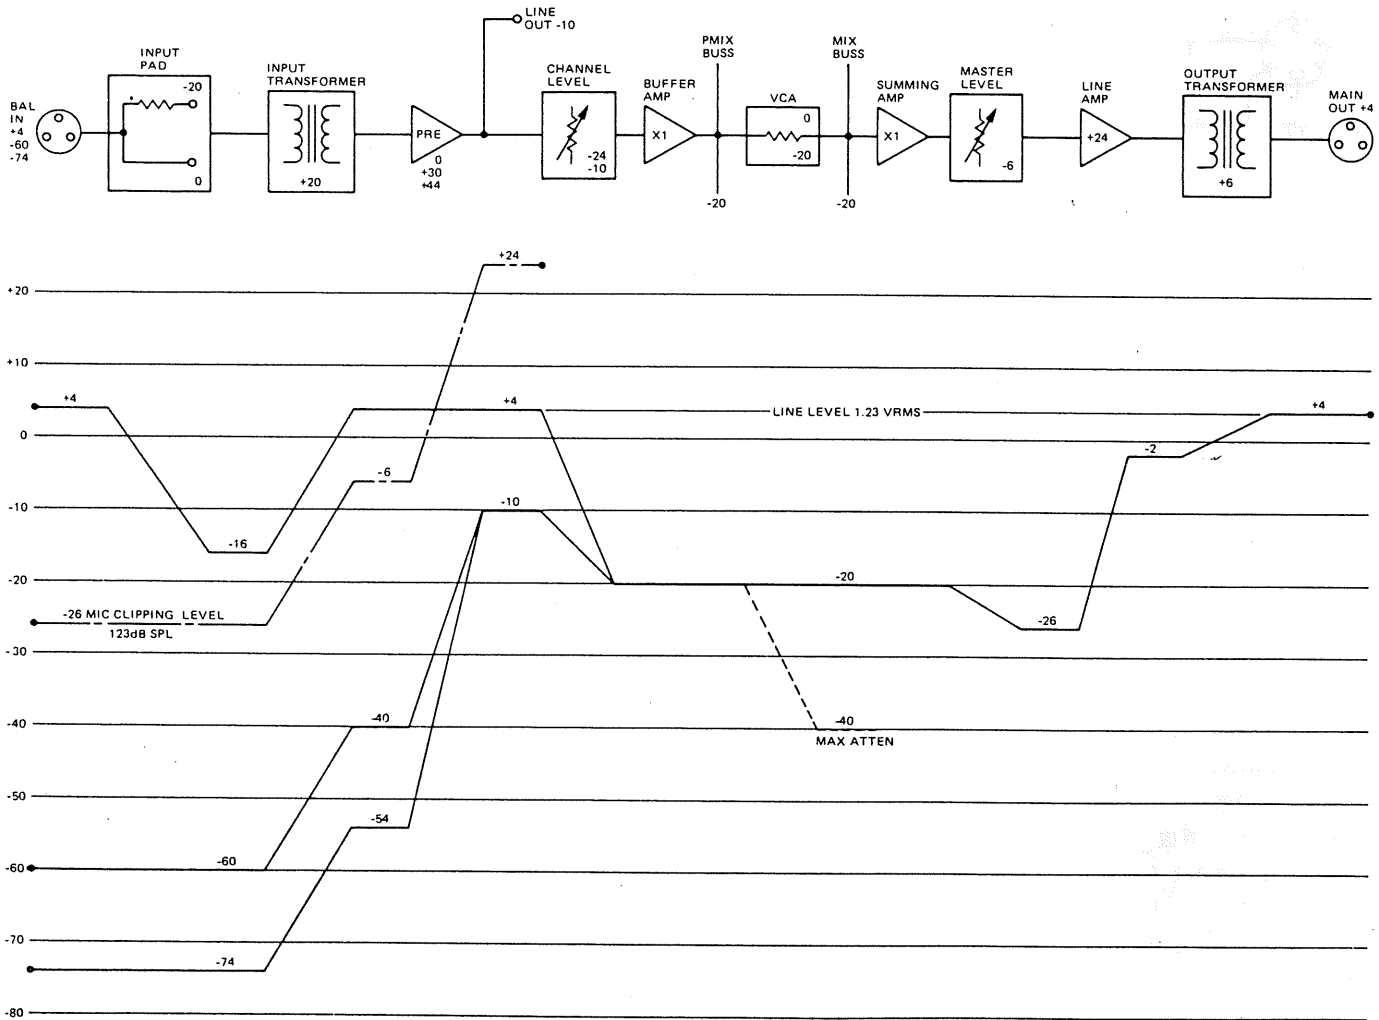 LINE
OUT -10
INPUT
PAD
-20
0
INPUT
TRANSFORMER
+20
BAL
IN
+4
-60
-74
PRE
0
+30
+44
CHANNEL
LEVEL
-24
-10
BUFFER
AMP
X1
PMIX
BUSS
-20
VCA
0
-20
MIX
BUSS
-20
SUMMING
AMP
X1
MASTER
LEVEL
-6
LINE
AMP
+24
OUTPUT
TRANSFORMER
+6
MAIN
OUT +4
+24
+20
+10
+4
+4
LINE LEVEL 1.23 VRMS
+4
0
-2
-6
-10
-10
-16
-20
-20
-26 MIC CLIPPING LEVEL
123dB SPL
-26
-30
-40
-40
-40
MAX ATTEN
-50
-54
-60
-60
-70
-74
-80